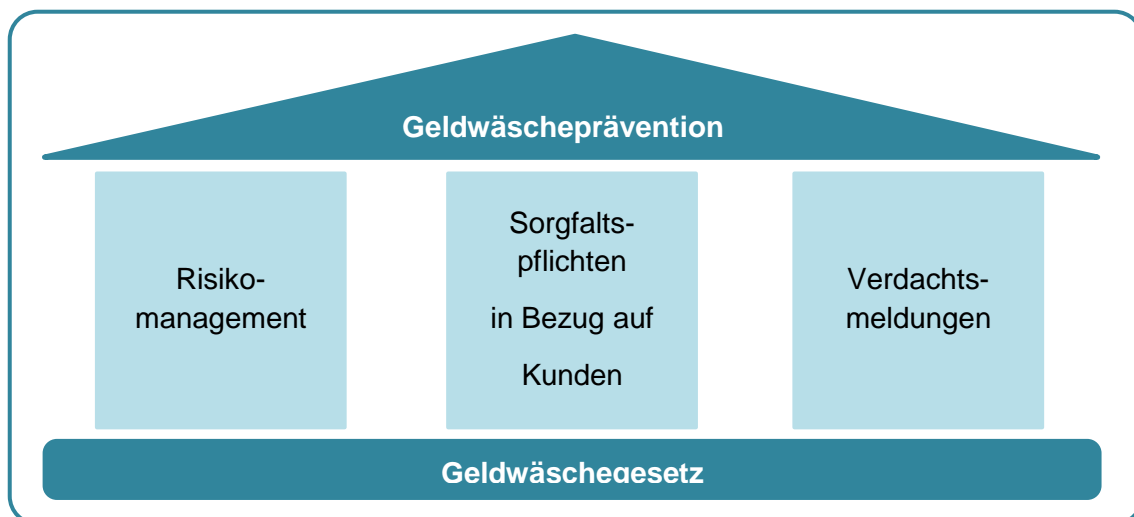 Geldwäscheprävention
Risiko-
management
Sorgfalts-
pflichten
in Bezug auf
Kunden
Verdachts-
meldungen
Geldwäschegesetz